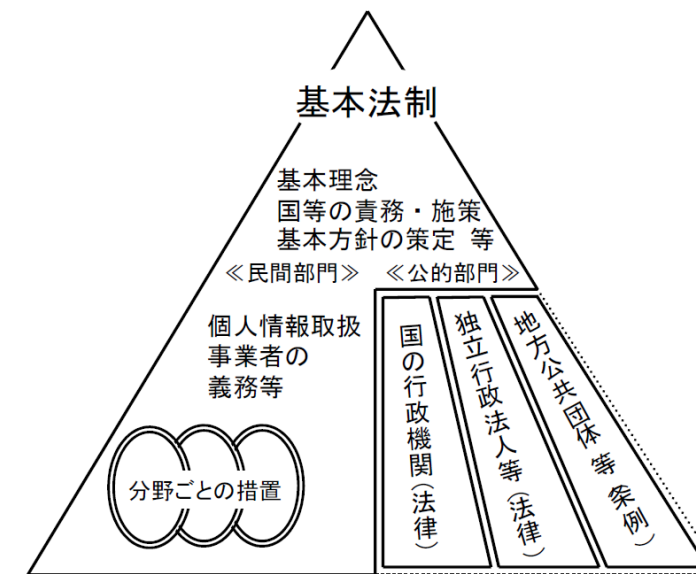 基本法制
基本理念
国等の責務・施策
基本方針の策定 等
≪民間部門≫ ≪公的部門≫
個人情報取扱
事業者の
義務等
分野ごとの措置
国の行政機関(法律)
独立行政法人等(法律)
地方公共団体等(条例)